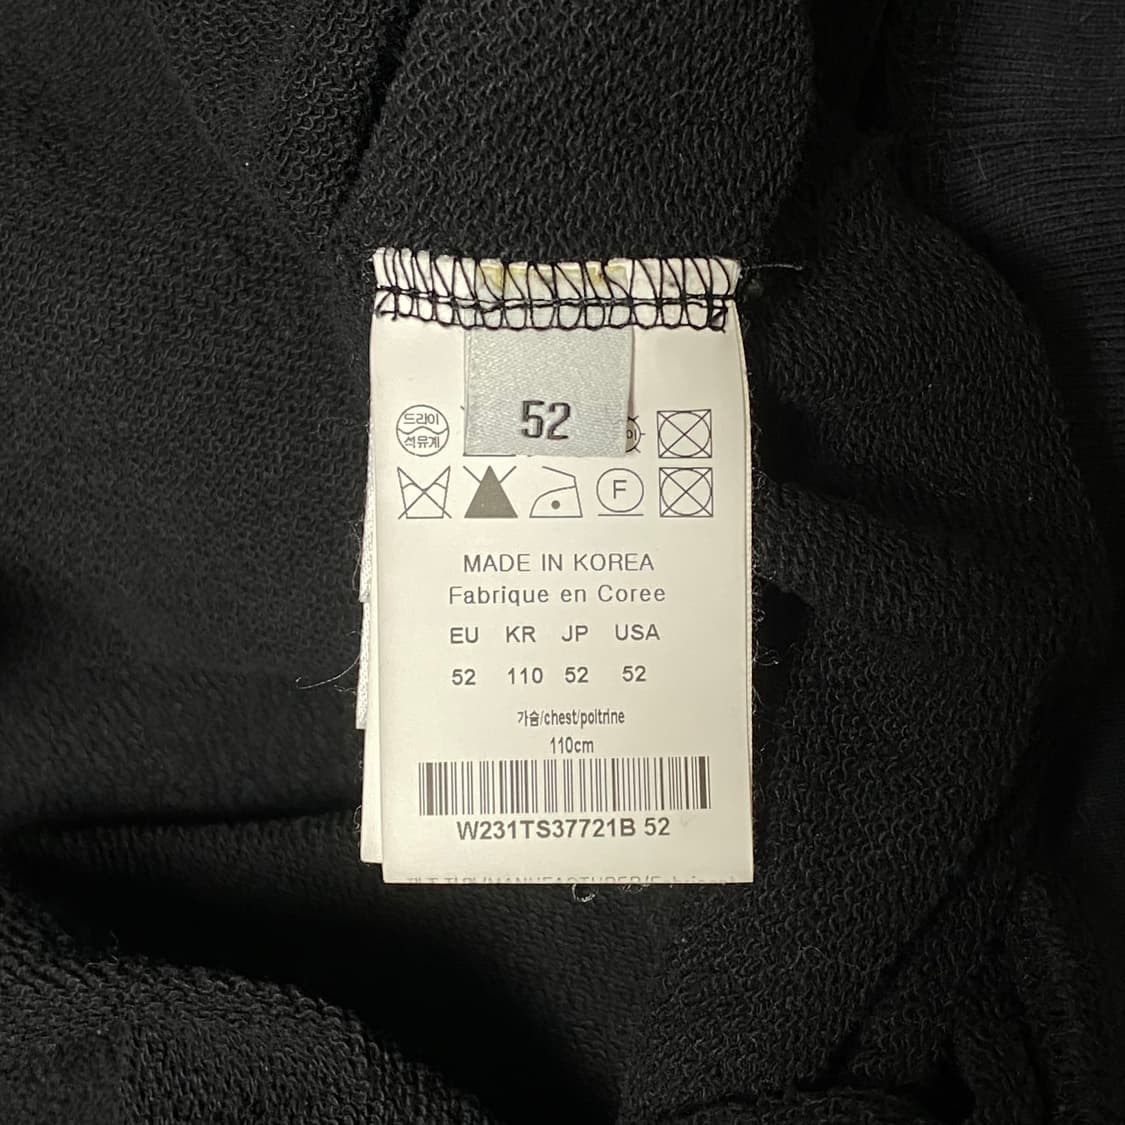 52
드라이
석유계
F
MADE IN KOREA
Fabrique en Coree
EU KR JP USA
52 110 52 52
가슴/chest/poitrine
110cm
W231TS37721B 52